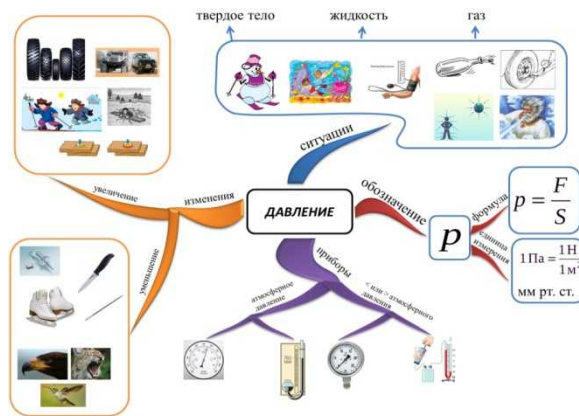 твердое тело
жидкость
газ
ситуации
увеличение
изменения
уменьшение
ДАВЛЕНИЕ
обозначение
p
формула
p = F/S
единица измерения
1 Па = 1 Н/1 м²
мм рт. ст.
приборы
атмосферное давление
< или > атмосферного давления